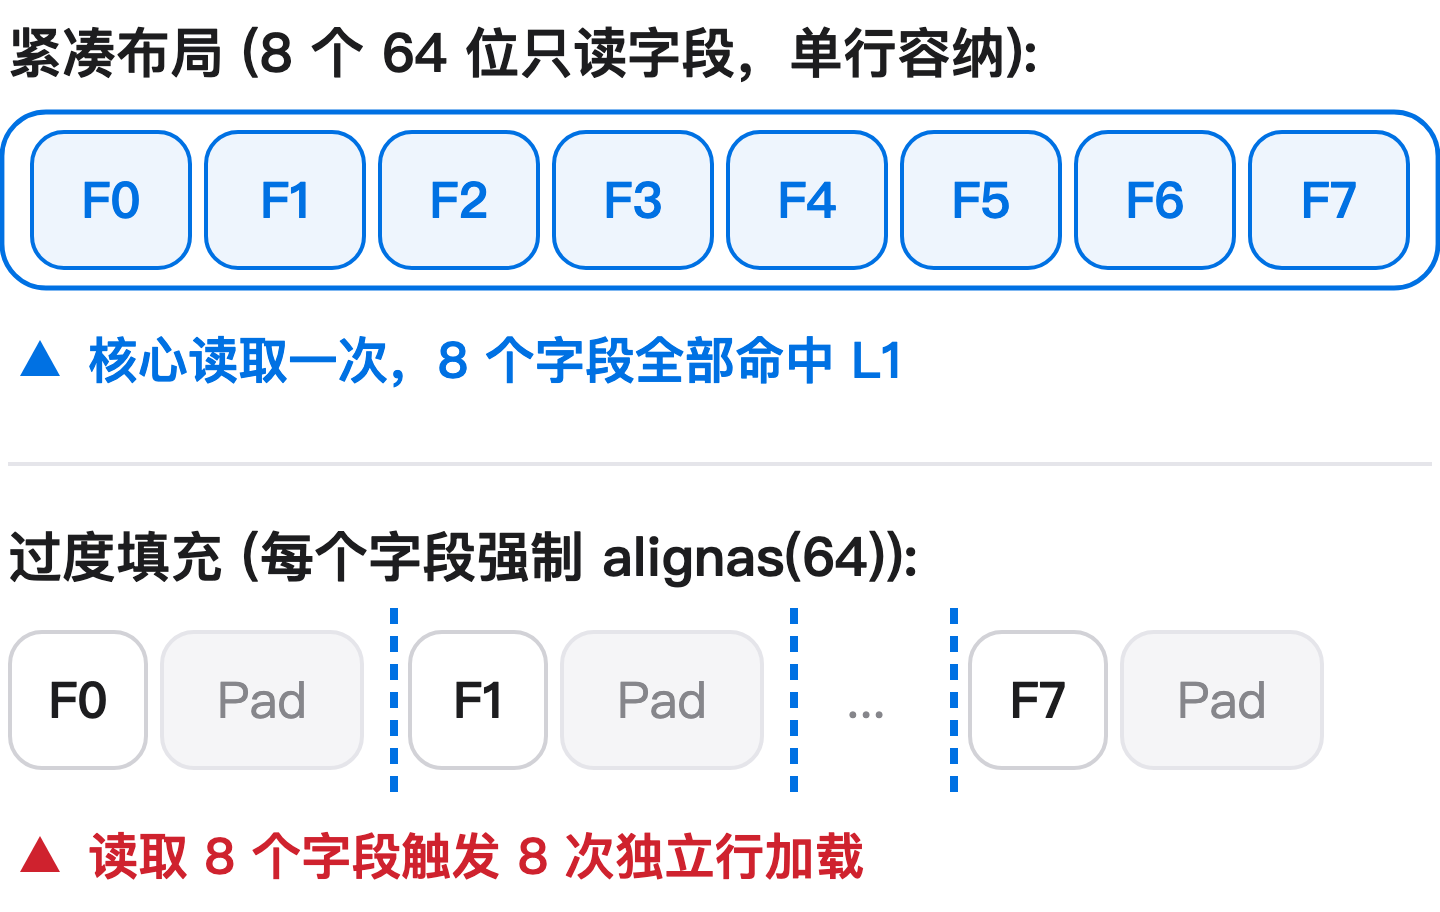 紧凑布局 (8 个 64 位只读字段，单行容纳):
F0 F1 F2 F3 F4 F5 F6 F7
▲ 核心读取一次，8 个字段全部命中 L1
过度填充 (每个字段强制 alignas(64)):
F0 Pad F1 Pad ... F7 Pad
▲ 读取 8 个字段触发 8 次独立行加载